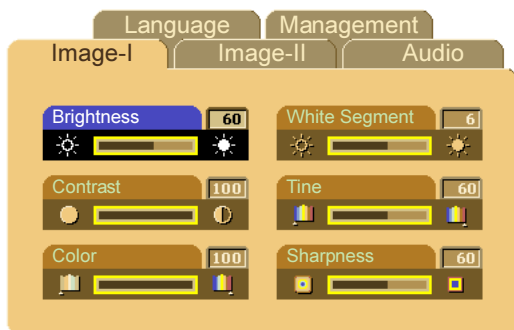 Language Management
Image-I Image-II Audio
Brightness 60
White Segment 6
Contrast 100
Tine 60
Color 100
Sharpness 60